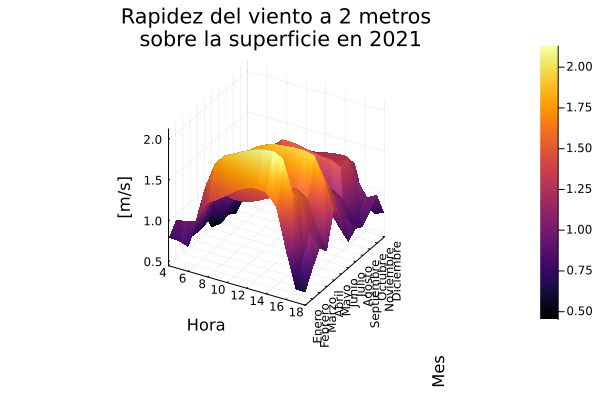 Rapidez del viento a 2 metros
sobre la superficie en 2021
2.0
1.5
1.0
0.5
[m/s]
4
6
8
10
12
14
16
18
Hora
Enero
Febrero
Marzo
Abril
Mayo
Junio
Julio
Agosto
Septiembre
Octubre
Noviembre
Diciembre
Mes
2.00
1.75
1.50
1.25
1.00
0.75
0.50